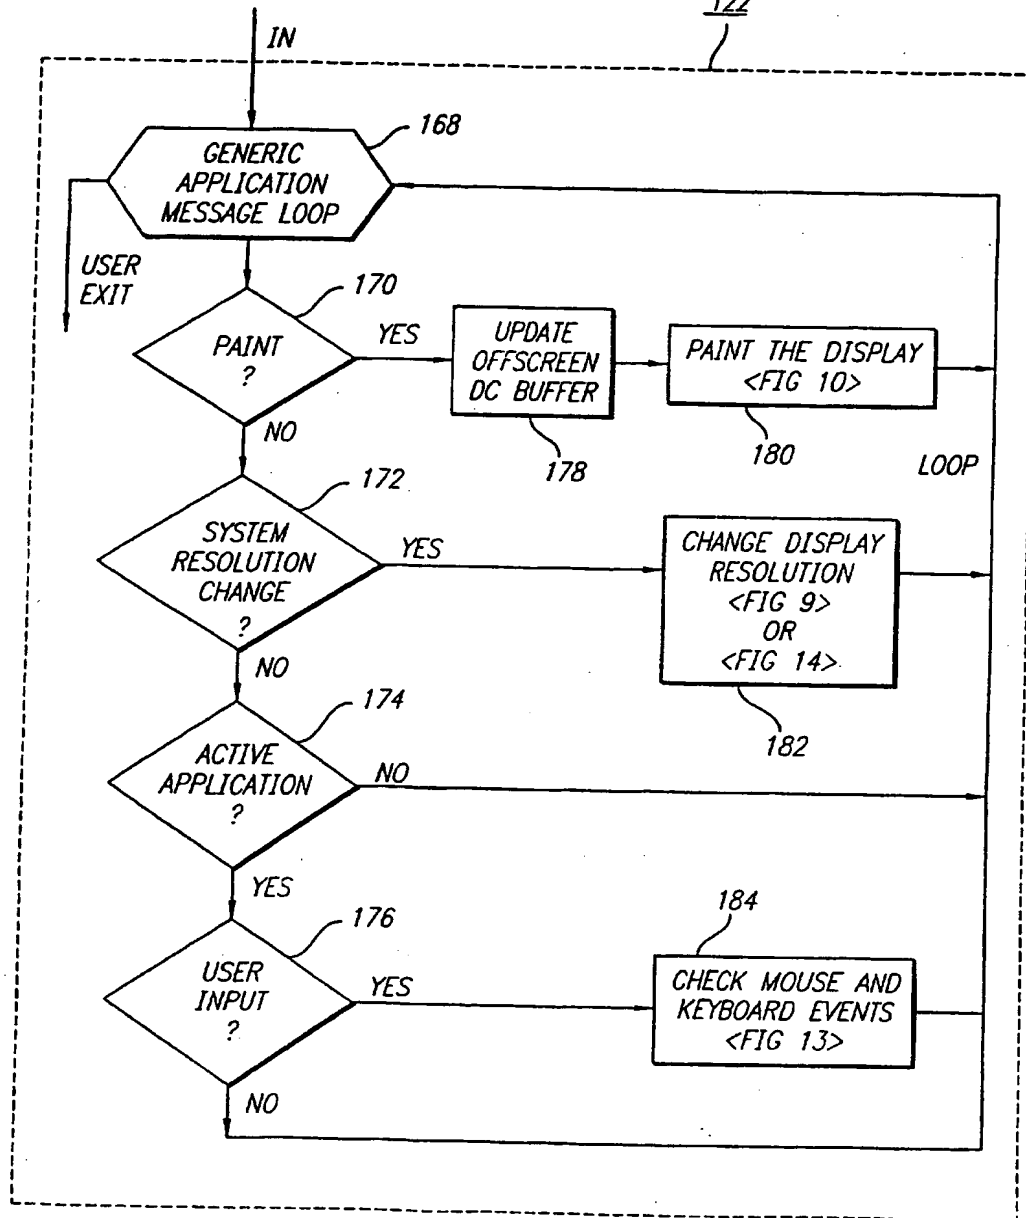 122
IN
168
GENERIC
APPLICATION
MESSAGE LOOP
USER
EXIT
170
PAINT
?
YES
UPDATE
OFFSCREEN
DC BUFFER
178
PAINT THE DISPLAY
<FIG 10>
180
NO
LOOP
172
SYSTEM
RESOLUTION
CHANGE
?
YES
CHANGE DISPLAY
RESOLUTION
<FIG 9>
OR
<FIG 14>
182
NO
174
ACTIVE
APPLICATION
?
NO
YES
176
USER
INPUT
?
YES
184
CHECK MOUSE AND
KEYBOARD EVENTS
<FIG 13>
NO